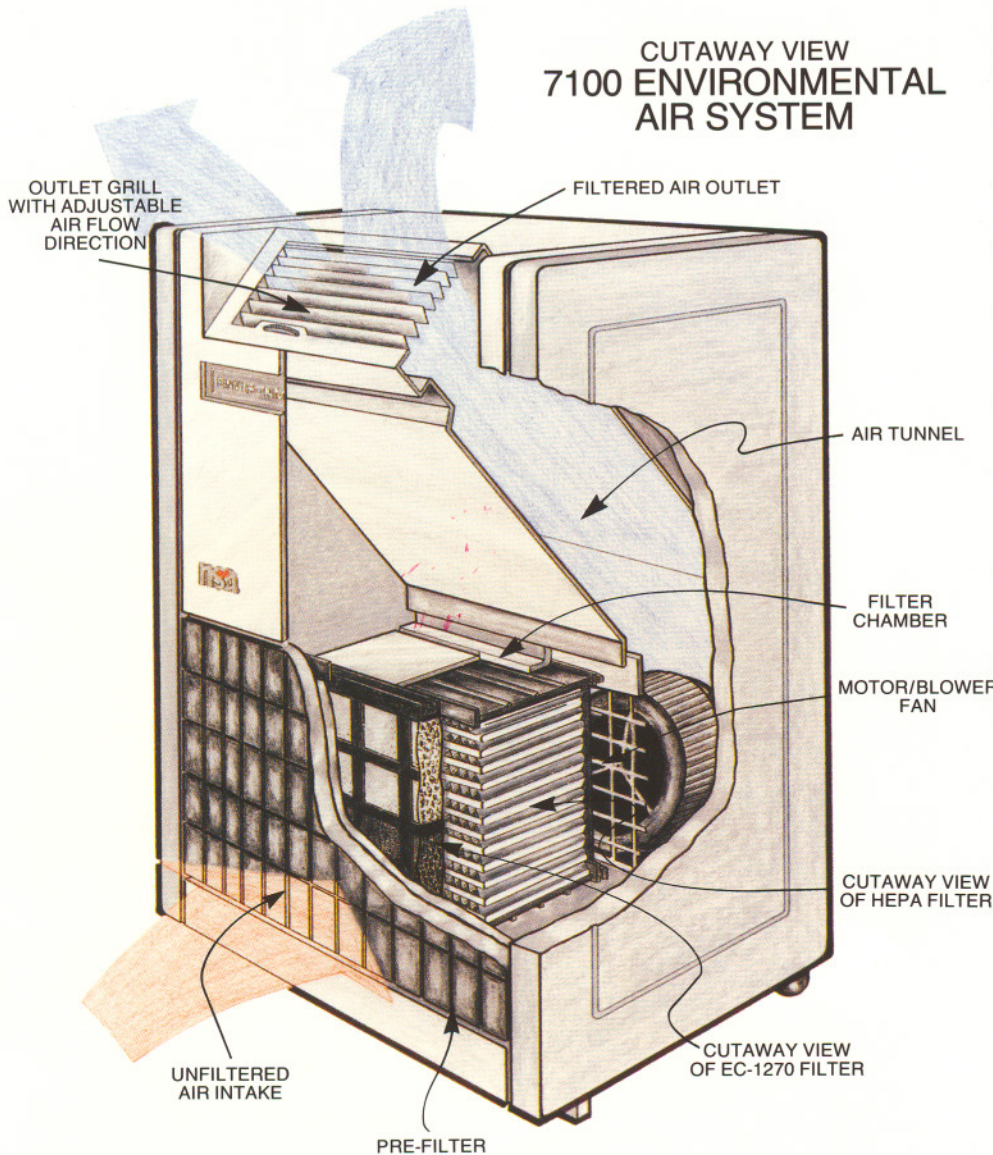 CUTAWAY VIEW
7100 ENVIRONMENTAL
AIR SYSTEM
OUTLET GRILL
WITH ADJUSTABLE
AIR FLOW
DIRECTION
FILTERED AIR OUTLET
AIR TUNNEL
nsa
FILTER
CHAMBER
MOTOR/BLOWER
FAN
CUTAWAY VIEW
OF HEPA FILTER
CUTAWAY VIEW
OF EC-1270 FILTER
UNFILTERED
AIR INTAKE
PRE-FILTER